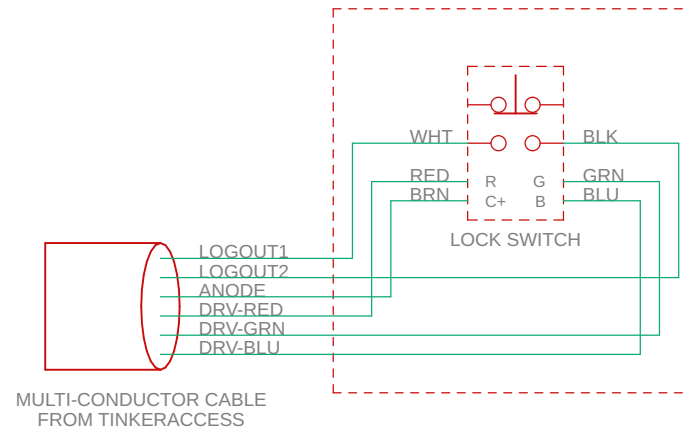 WHT BLK
RED R G GRN
BRN C+ B BLU
LOCK SWITCH
LOGOUT1
LOGOUT2
ANODE
DRV-RED
DRV-GRN
DRV-BLU
MULTI-CONDUCTOR CABLE
FROM TINKERACCESS